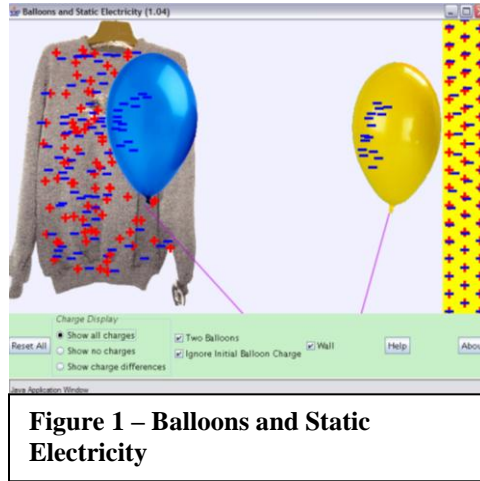 Balloons and Static Electricity (1.04)
Charge Display
Reset All
Show all charges
Show no charges
Show charge differences
Two Balloons
Ignore Initial Balloon Charge
Wall
Help
Abou
Java Application Window
Figure 1 – Balloons and Static
Electricity